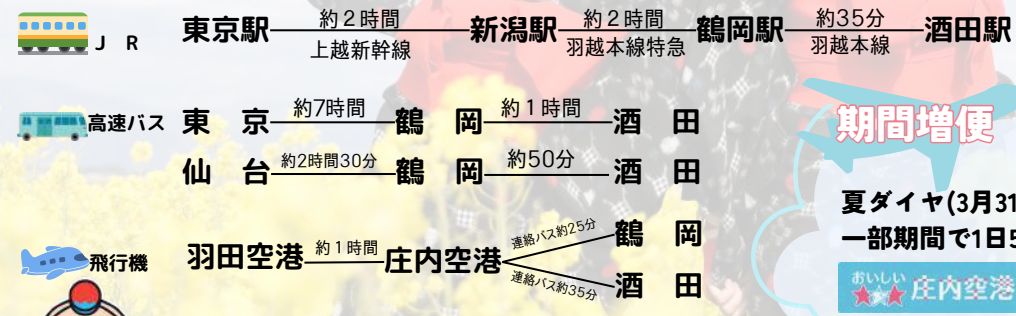 ＪＲ 東京駅 約２時間 上越新幹線 新潟駅 約２時間 羽越本線特急 鶴岡駅 約35分 羽越本線 酒田駅
高速バス 東京 約7時間 鶴岡 約１時間 酒田
仙台 約2時間30分 鶴岡 約50分 酒田
飛行機 羽田空港 約１時間 庄内空港 連絡バス約25分 鶴岡
連絡バス約35分 酒田
期間増便
夏ダイヤ(3月31
一部期間で1日5
おいしい 庄内空港